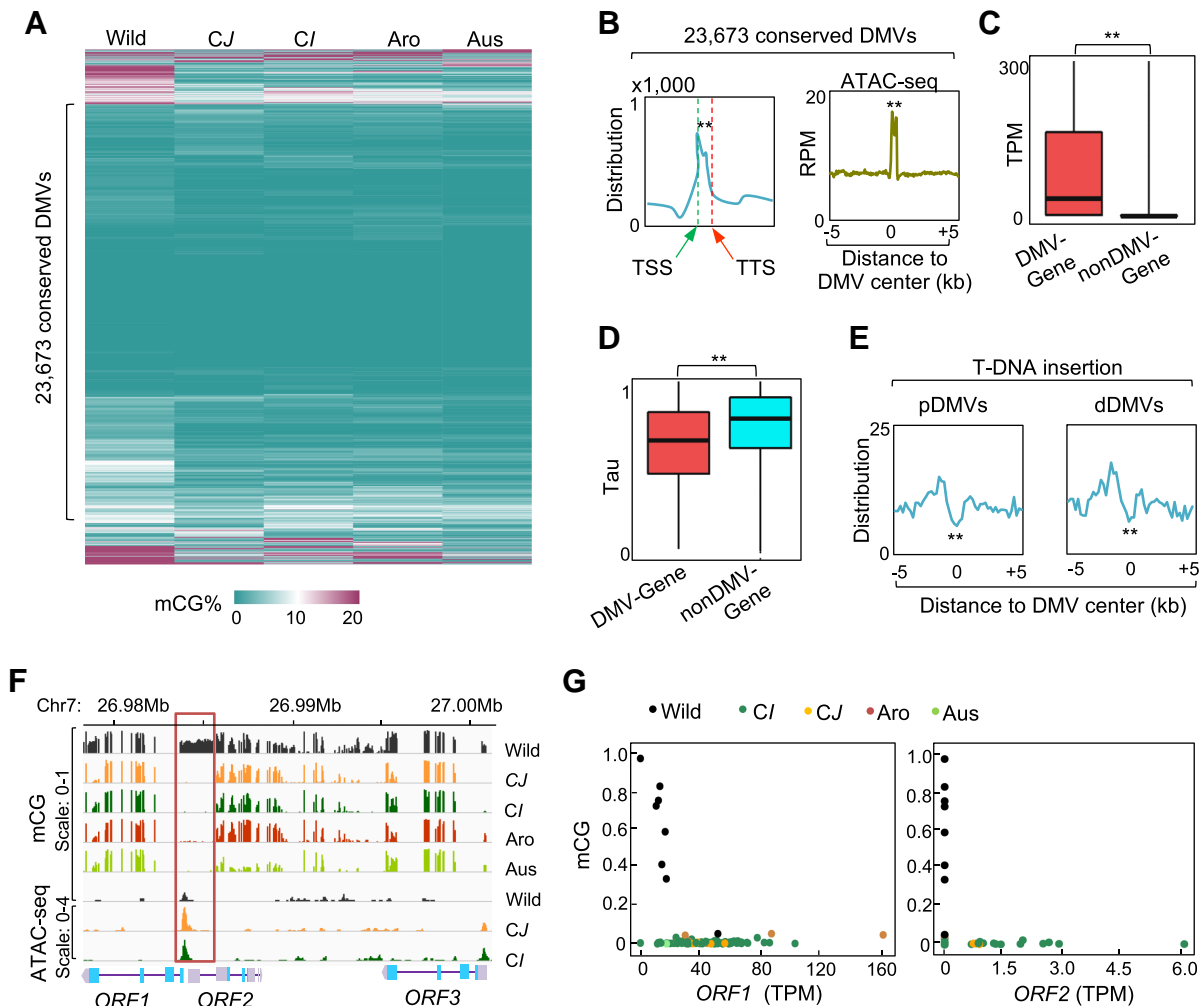 A
Wild CJ CI Aro Aus
23,673 conserved DMVs
mCG%
0 10 20
B
23,673 conserved DMVs
x1,000
1
Distribution
0
TSS TTS
ATAC-seq
20
**
**
RPM
0
-5 0 +5
Distance to
DMV center (kb)
C
**
300
TPM
0
DMV-
Gene
nonDMV-
Gene
D
**
1
Tau
0
DMV-Gene
nonDMV-
Gene
E
T-DNA insertion
pDMVs dDMVs
25
Distribution
0
** **
-5 0 +5 -5 0 +5
Distance to DMV center (kb)
F
Chr7: 26.98Mb 26.99Mb 27.00Mb
mCG
Scale: 0-1
Wild
CJ
CI
Aro
Aus
ATAC-seq
Scale: 0-4
Wild
CJ
CI
ORF1 ORF2 ORF3
G
Wild CI CJ Aro Aus
mCG
1.0
0.8
0.6
0.4
0.2
0
0 40 80 120 160
ORF1 (TPM)
1.0
0.8
0.6
0.4
0.2
0
0 1.5 3.0 4.5 6.0
ORF2 (TPM)